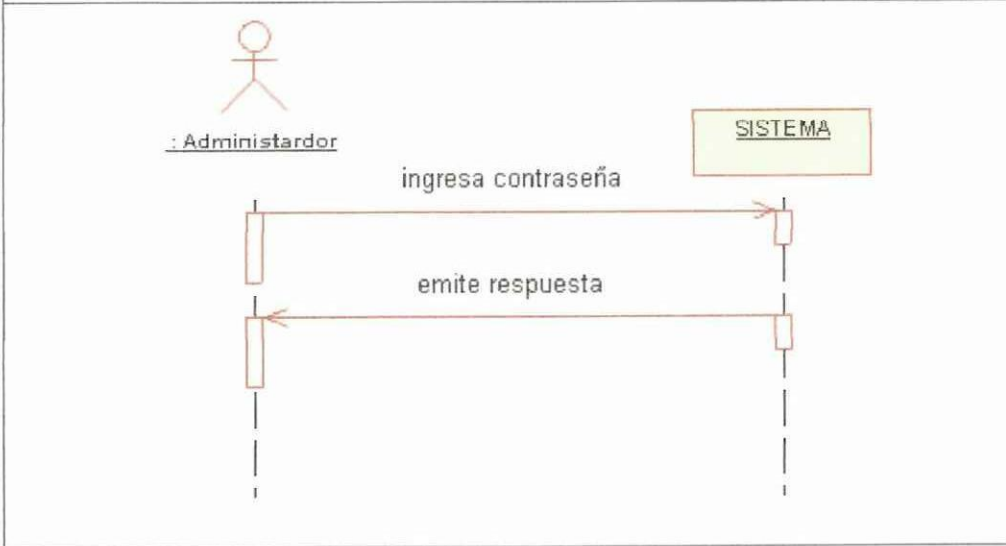 : Administardor
SISTEMA
ingresa contraseña
emite respuesta